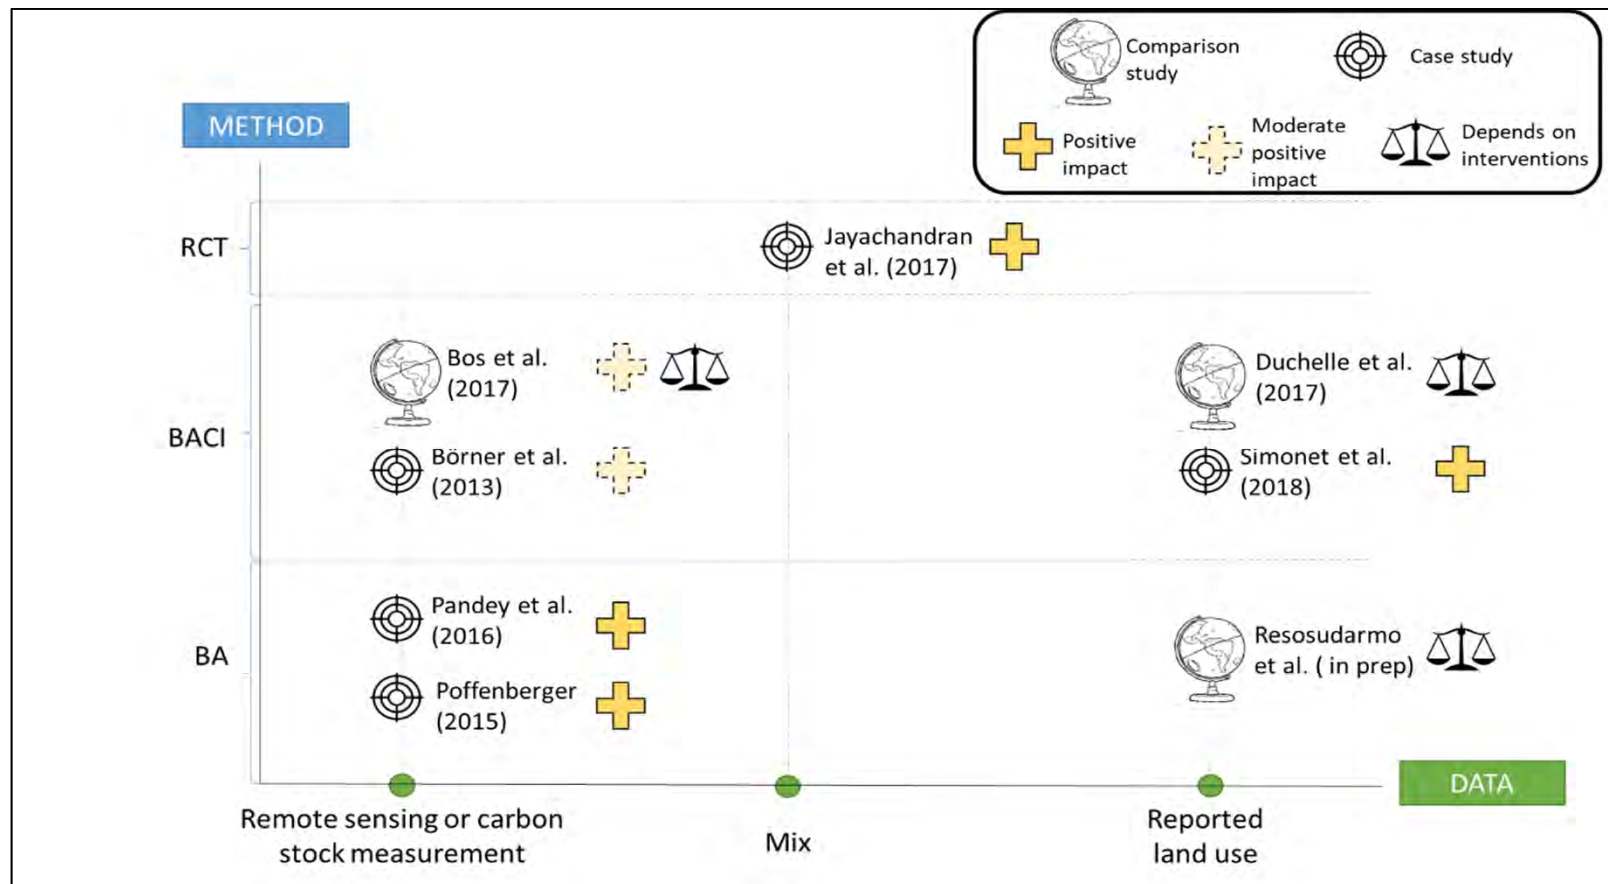 Comparison
study
Case study
Positive
impact
Moderate
positive
impact
Depends on
interventions
METHOD
RCT
Jayachandran
et al. (2017)
BACI
Bos et al.
(2017)
Duchelle et al.
(2017)
Börner et al.
(2013)
Simonet et al.
(2018)
BA
Pandey et al.
(2016)
Poffenberger
(2015)
Resosudarmo
et al. ( in prep)
DATA
Remote sensing or carbon
stock measurement
Mix
Reported
land use